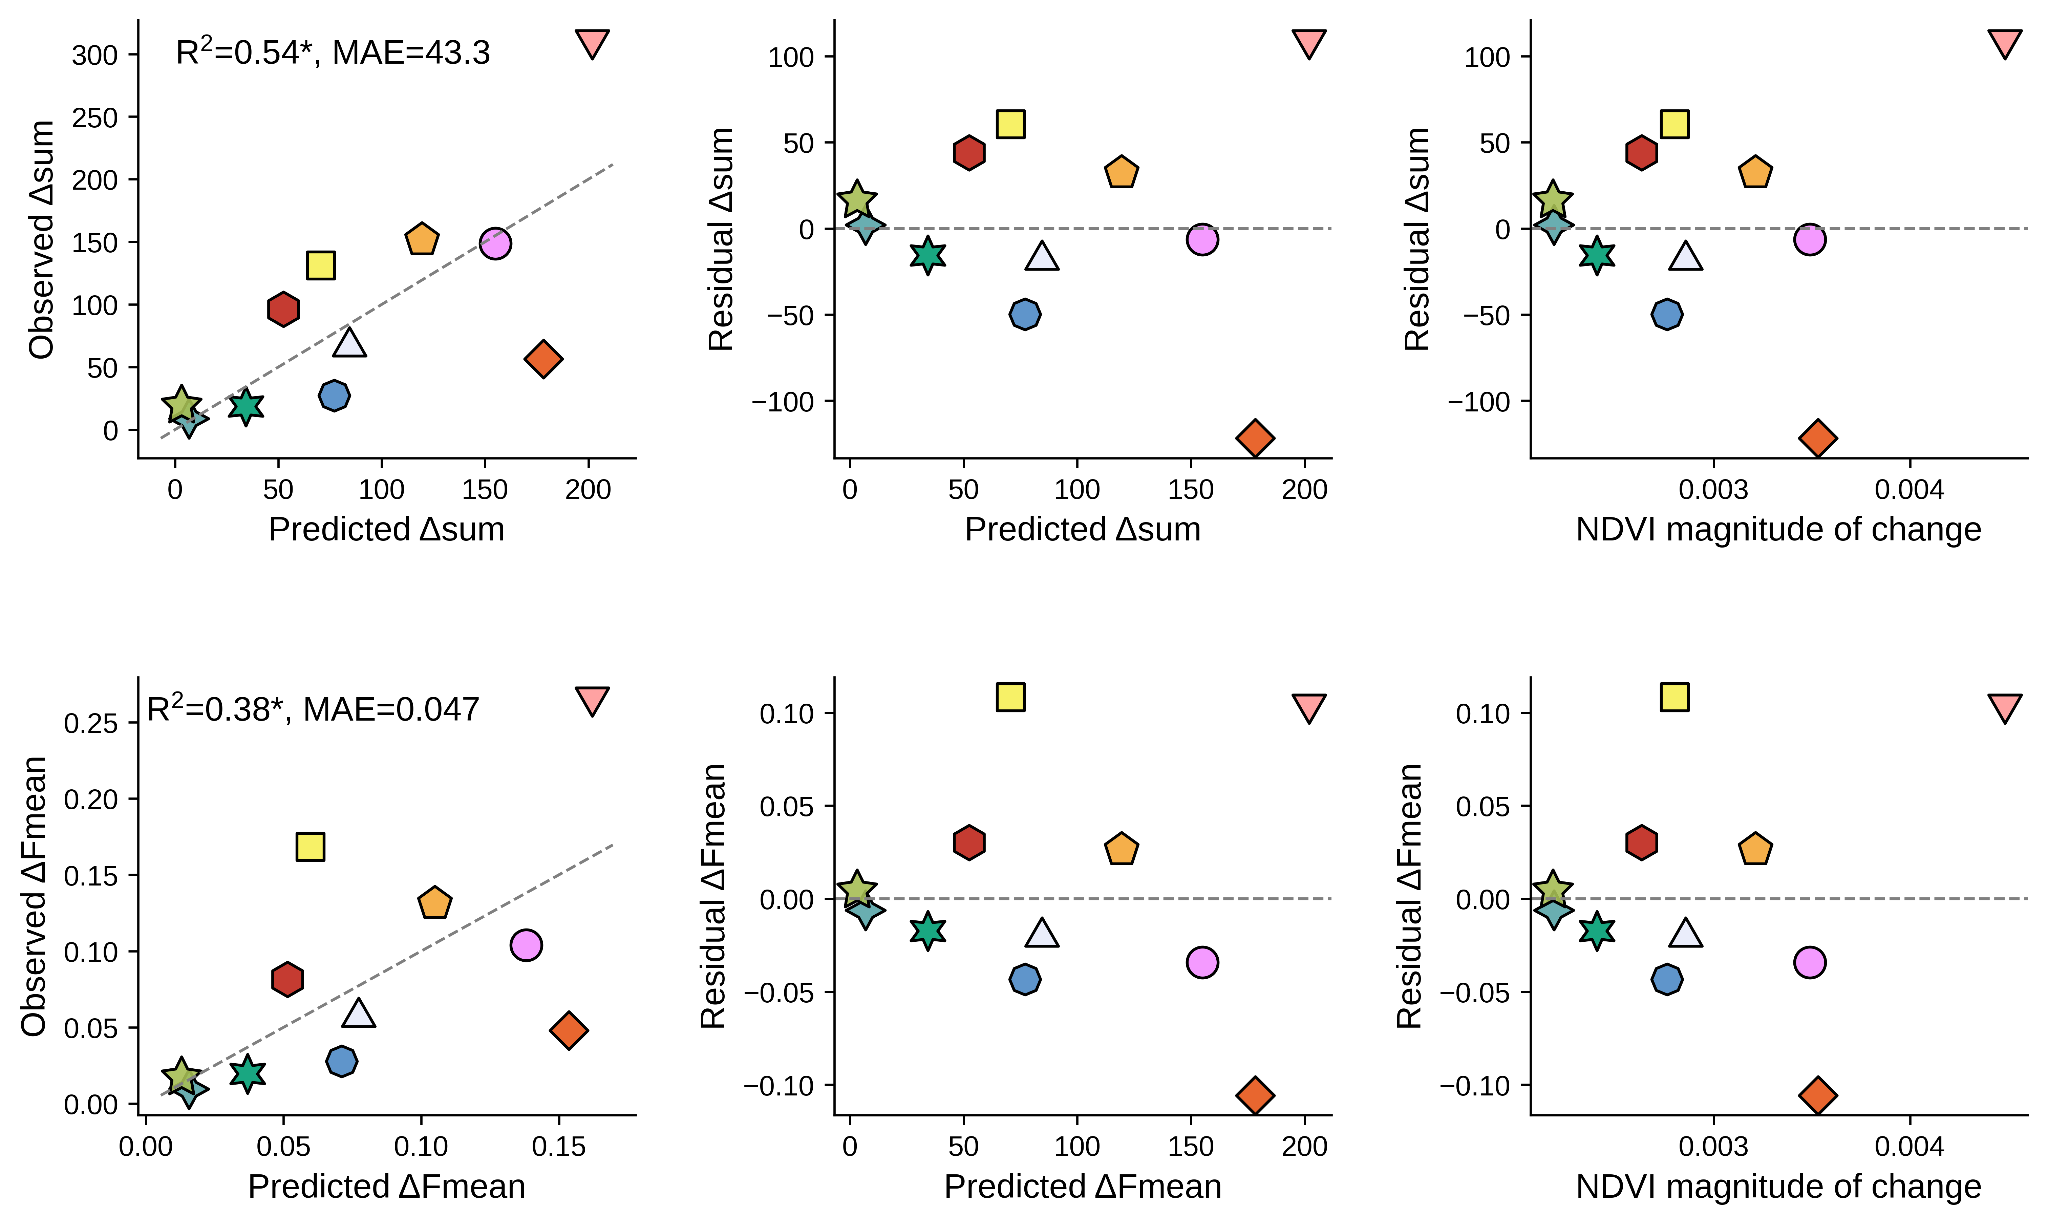 R²=0.54*, MAE=43.3
Observed Δsum
300
250
200
150
100
50
0
0 50 100 150 200
Predicted Δsum
Residual Δsum
100
50
0
−50
−100
0 50 100 150 200
Predicted Δsum
Residual Δsum
100
50
0
−50
−100
0.003 0.004
NDVI magnitude of change
R²=0.38*, MAE=0.047
Observed ΔFmean
0.25
0.20
0.15
0.10
0.05
0.00
0.00 0.05 0.10 0.15
Predicted ΔFmean
Residual ΔFmean
0.10
0.05
0.00
−0.05
−0.10
0 50 100 150 200
Predicted ΔFmean
Residual ΔFmean
0.10
0.05
0.00
−0.05
−0.10
0.003 0.004
NDVI magnitude of change